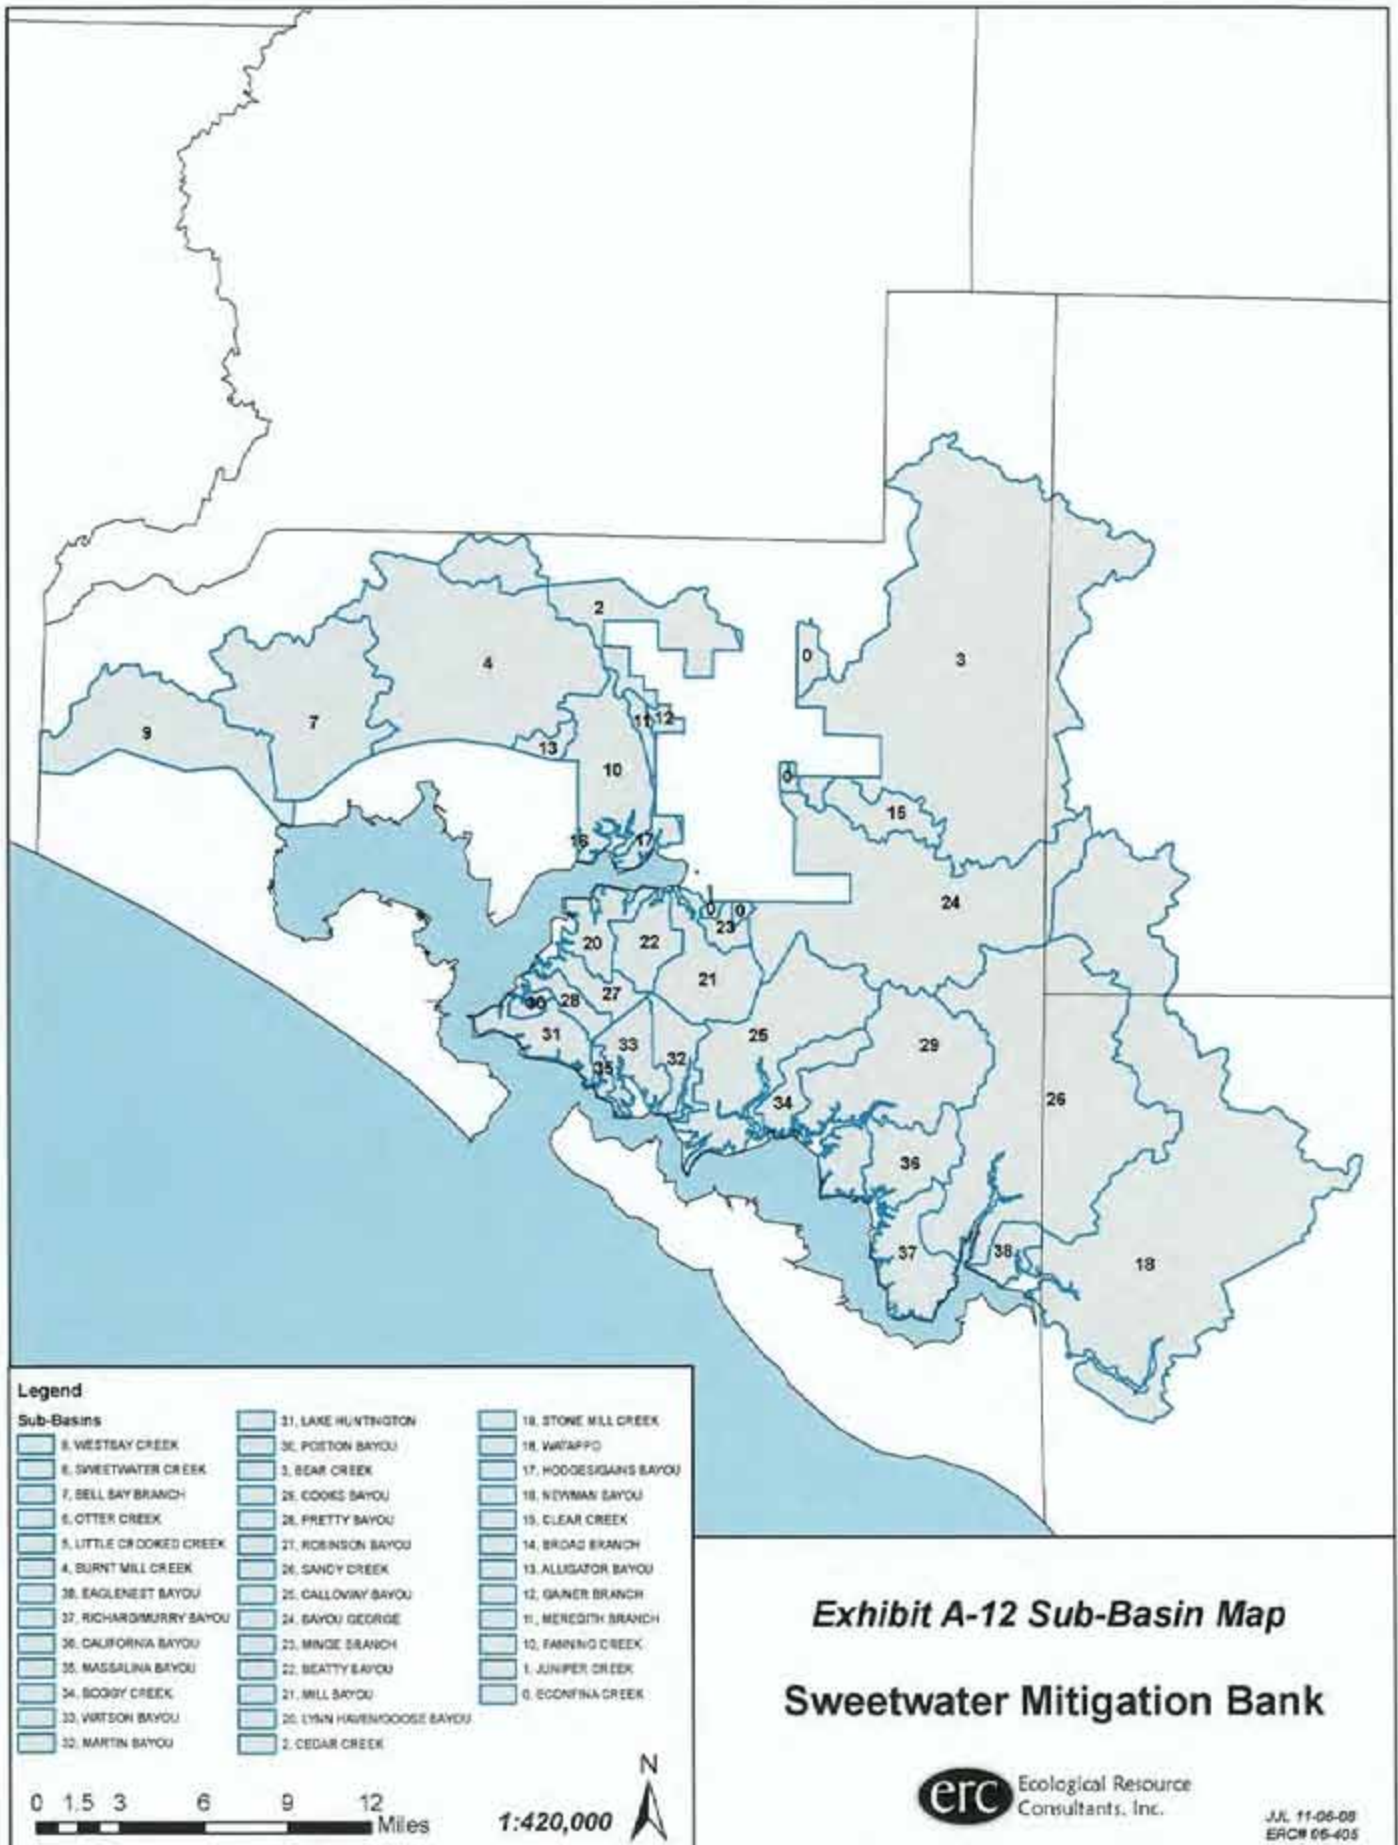 2
4
0
3
9
7
11
12
13
10
0
15
16
17
24
0
0
23
20
22
21
27
28
30
31
33
32
25
29
35
34
26
36
37
38
18
Legend
Sub-Basins
9, WESTBAY CREEK
8, SWEETWATER CREEK
7, BELL BAY BRANCH
6, OTTER CREEK
5, LITTLE CROOKED CREEK
4, BURNT MILL CREEK
38, EAGLENEST BAYOU
37, RICHARD/MURRY BAYOU
36, CALIFORNIA BAYOU
35, MASSALINA BAYOU
34, BOGGY CREEK
33, WATSON BAYOU
32, MARTIN BAYOU
31, LAKE HUNTINGTON
30, POSTON BAYOU
3, BEAR CREEK
29, COOKS BAYOU
28, PRETTY BAYOU
27, ROBINSON BAYOU
26, SANDY CREEK
25, CALLOWAY BAYOU
24, BAYOU GEORGE
23, MINGE BRANCH
22, BEATTY BAYOU
21, MILL BAYOU
20, LYNN HAVEN/GOOSE BAYOU
2, CEDAR CREEK
19, STONE MILL CREEK
18, WATAPPO
17, HODGES/GAINS BAYOU
16, NEWMAN BAYOU
15, CLEAR CREEK
14, BROAD BRANCH
13, ALLIGATOR BAYOU
12, GAINER BRANCH
11, MEREDITH BRANCH
10, FANNING CREEK
1, JUNIPER CREEK
0, ECONFINA CREEK
0 1.5 3 6 9 12
Miles
1:420,000
N
Exhibit A-12 Sub-Basin Map
Sweetwater Mitigation Bank
erc Ecological Resource
Consultants, Inc.
JJL 11-06-08
ERC# 06-405